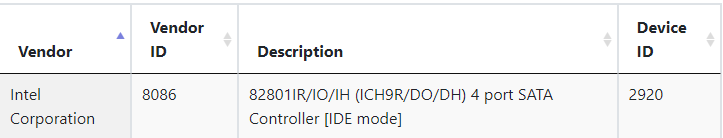 Vendor
Vendor ID
Description
Device ID
Intel Corporation
8086
82801IR/IO/IH (ICH9R/DO/DH) 4 port SATA
Controller [IDE mode]
2920